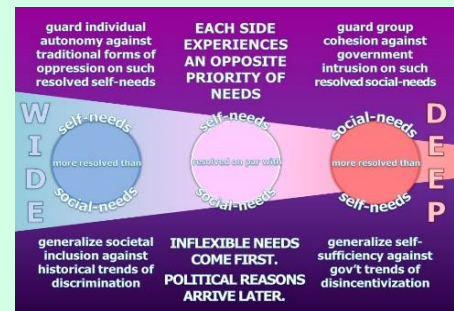 guard individual
autonomy against
traditional forms of
oppression on such
resolved self-needs
EACH SIDE
EXPERIENCES
AN OPPOSITE
PRIORITY OF
NEEDS
guard group
cohesion against
government
intrusion on such
resolved social-needs
WIDE
self-needs
more resolved than
social-needs
self-needs
resolved on par with
social-needs
social-needs
more resolved than
self-needs
DEEP
generalize societal
inclusion against
historical trends of
discrimination
INFLEXIBLE NEEDS
COME FIRST.
POLITICAL REASONS
ARRIVE LATER.
generalize self-
sufficiency against
gov't trends of
disincentivization